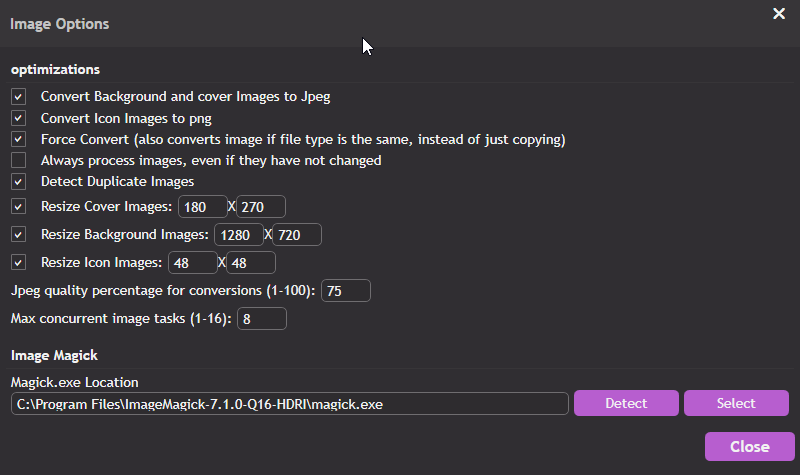 Image Options
optimizations
Convert Background and cover Images to Jpeg
Convert Icon Images to png
Force Convert (also converts image if file type is the same, instead of just copying)
Always process images, even if they have not changed
Detect Duplicate Images
Resize Cover Images: 180 X 270
Resize Background Images: 1280 X 720
Resize Icon Images: 48 X 48
Jpeg quality percentage for conversions (1-100): 75
Max concurrent image tasks (1-16): 8
Image Magick
Magick.exe Location
C:\Program Files\ImageMagick-7.1.0-Q16-HDRI\magick.exe Detect Select
Close